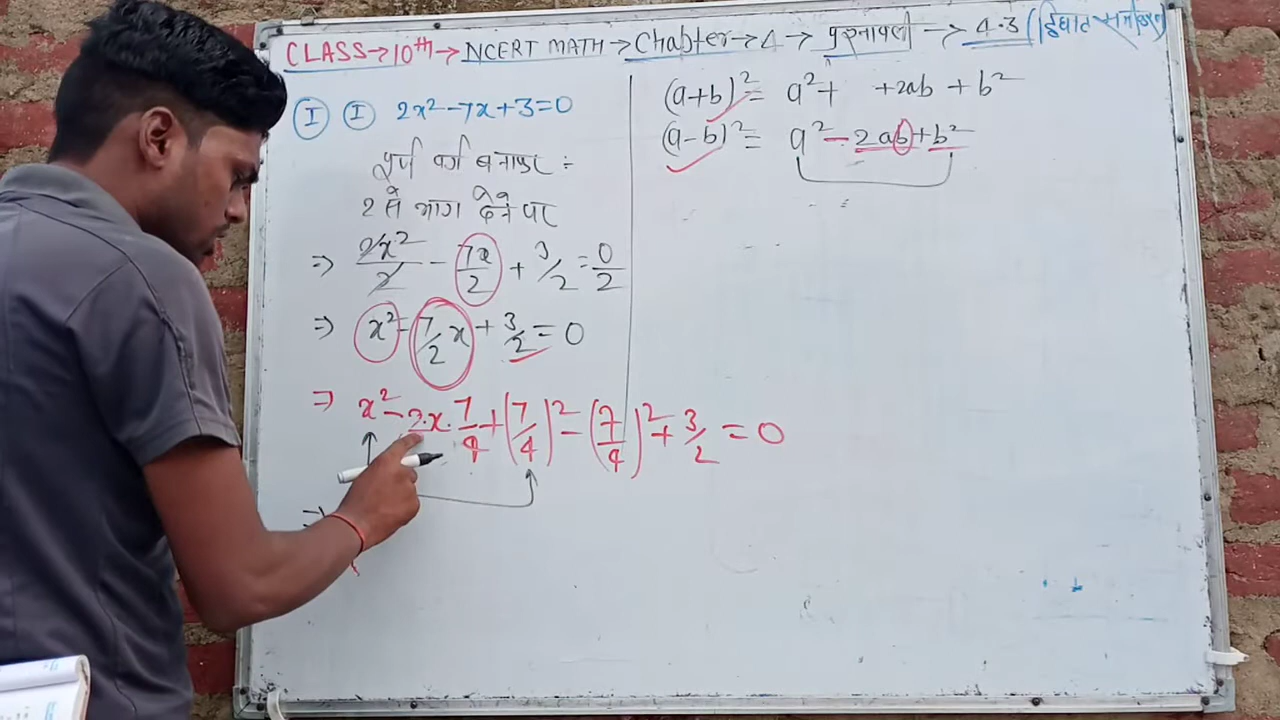 CLASS→10th→NCERT MATH→Chabter→4→ प्रश्नावली → 4.3 (द्विघात समीकरण)
I I 2x²-7x+3=0
पूर्ण वर्ग बनाकर :
2 से भाग देने पर
⇒ 2x²/2 - 7x/2 + 3/2 = 0/2
⇒ x² - 7/2 x + 3/2 = 0
⇒ x² - 2·x·7/4 + (7/4)² - (7/4)² + 3/2 = 0
⇒
(a+b)² = a² + +2ab + b²
(a-b)² = a² - 2ab + b²